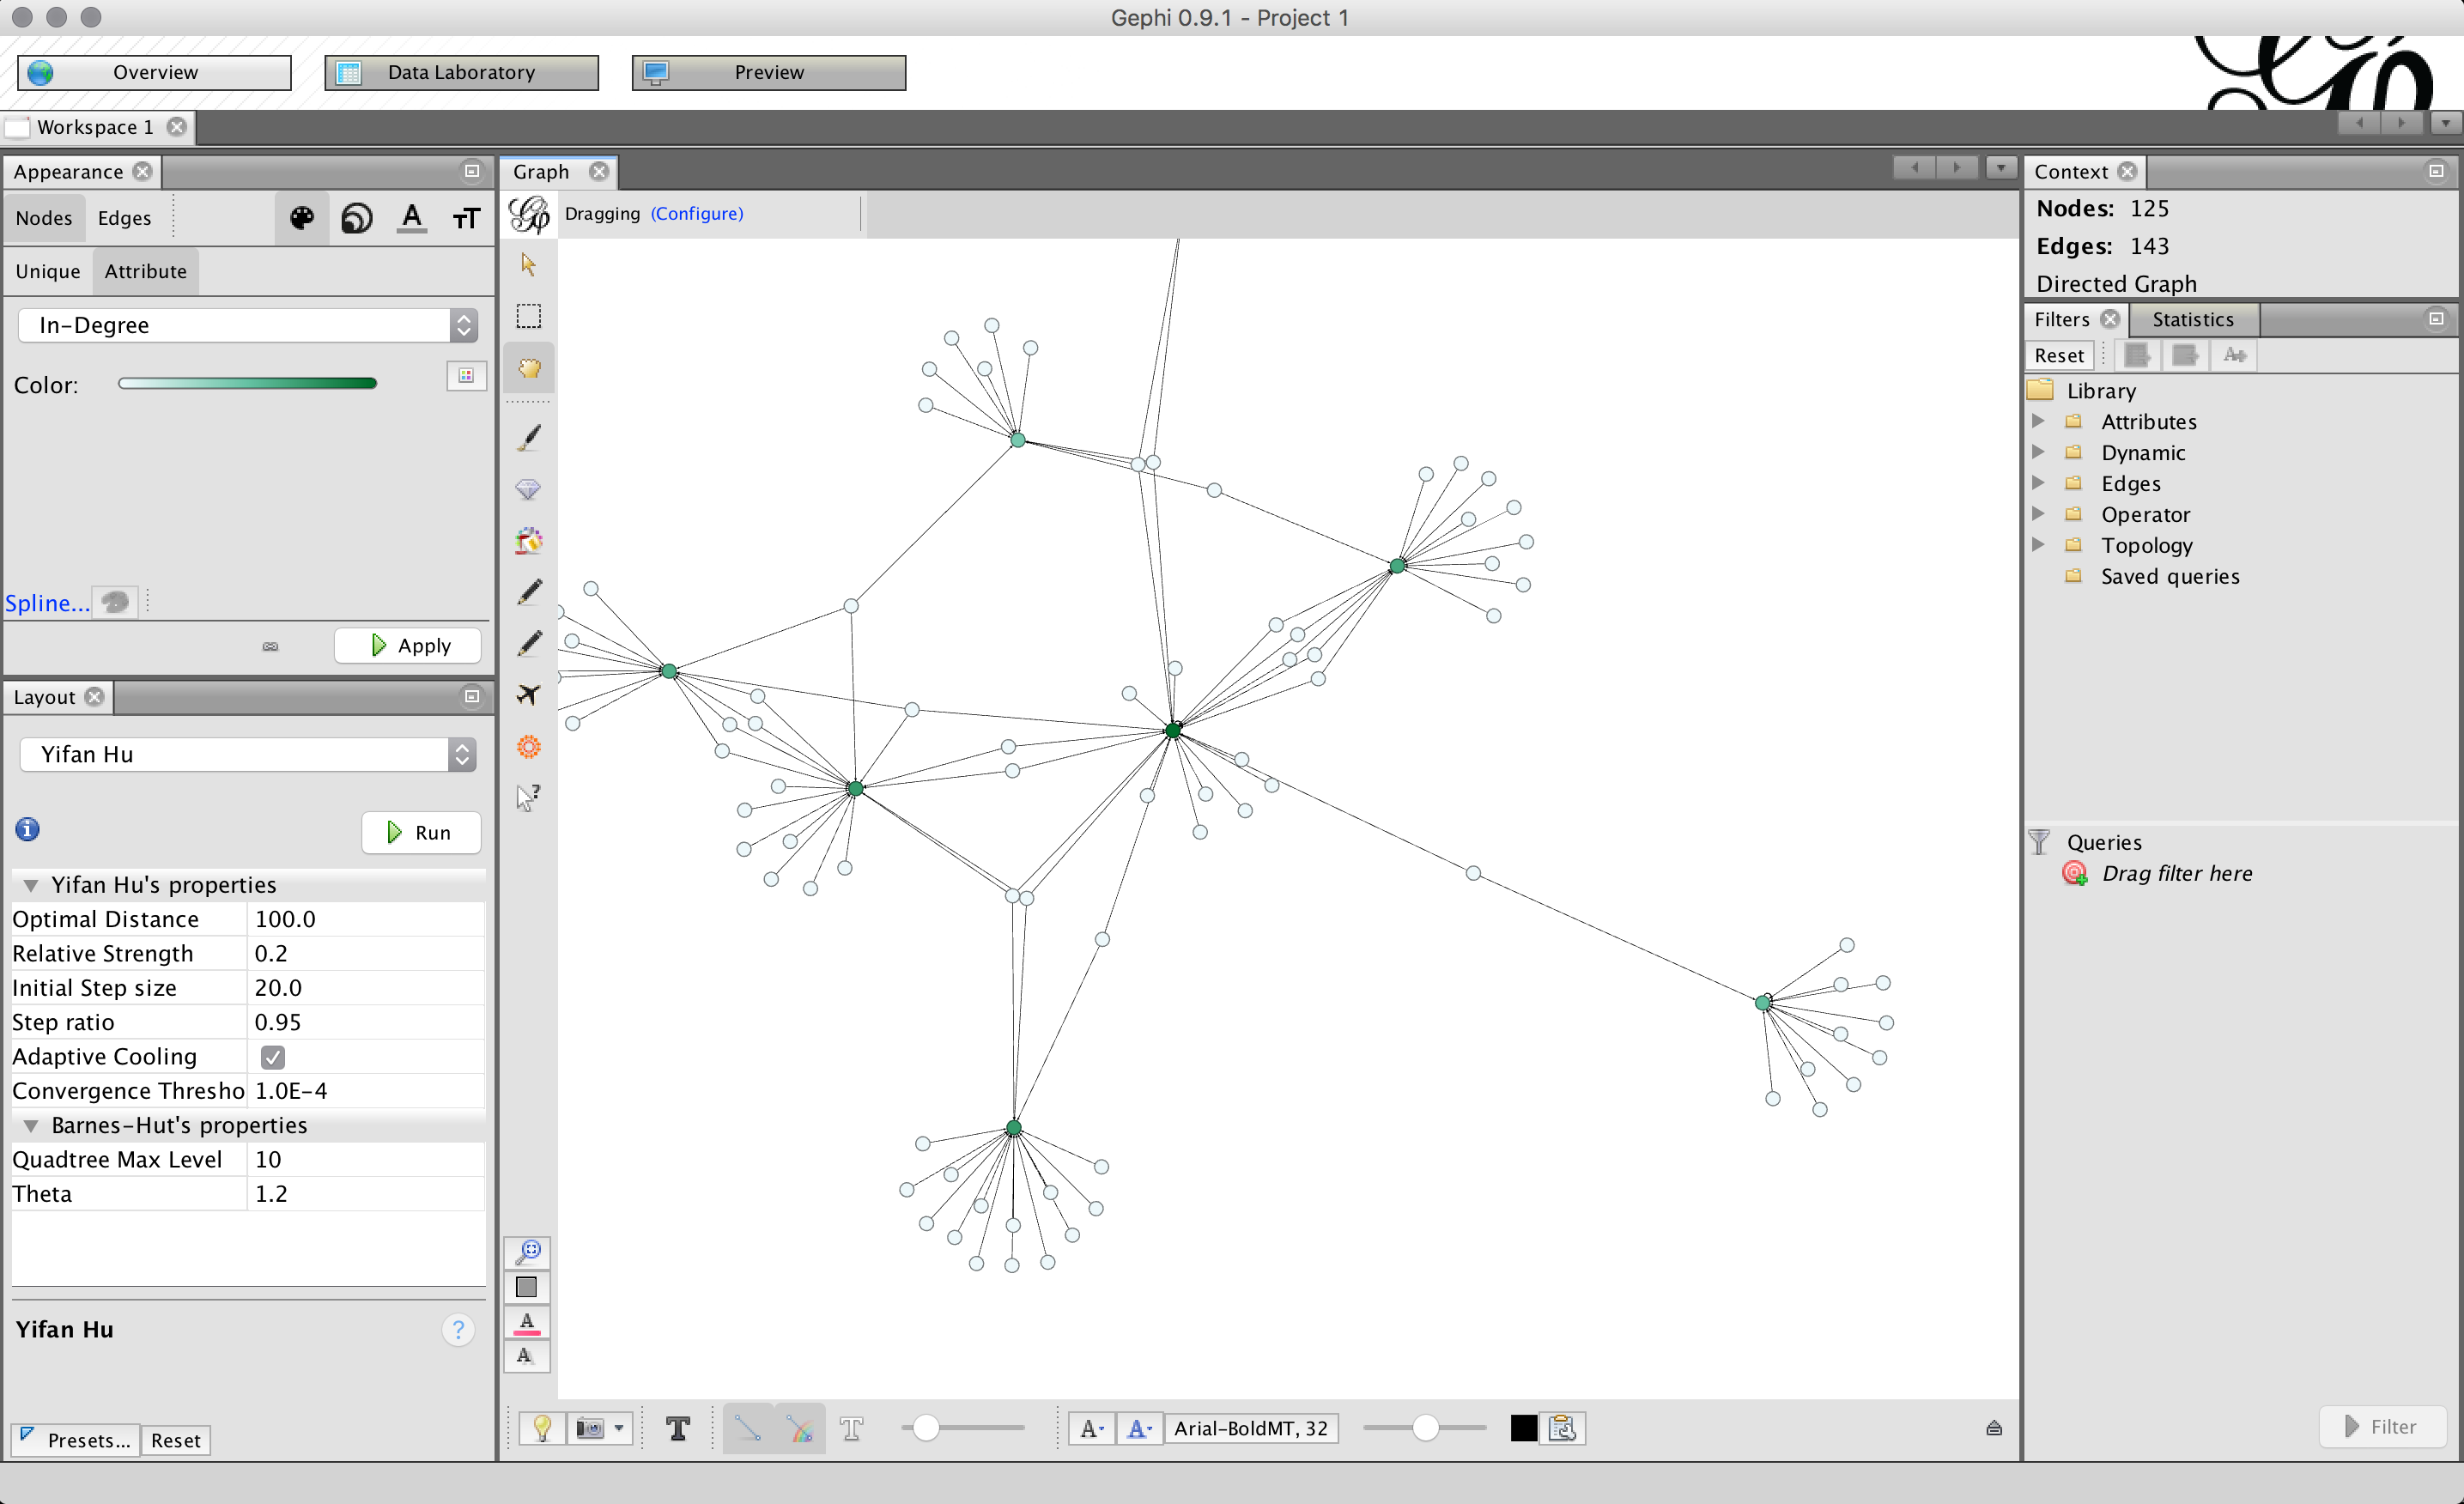 Gephi 0.9.1 - Project 1
Overview
Data Laboratory
Preview
Workspace 1
Appearance
Nodes
Edges
Unique
Attribute
In-Degree
Color:
Spline...
Apply
Layout
Yifan Hu
Run
Yifan Hu's properties
Optimal Distance 100.0
Relative Strength 0.2
Initial Step size 20.0
Step ratio 0.95
Adaptive Cooling
Convergence Thresho 1.0E-4
Barnes-Hut's properties
Quadtree Max Level 10
Theta 1.2
Yifan Hu
?
Presets...
Reset
Graph
Dragging (Configure)
Arial-BoldMT, 32
Context
Nodes: 125
Edges: 143
Directed Graph
Filters
Statistics
Reset
Library
Attributes
Dynamic
Edges
Operator
Topology
Saved queries
Queries
Drag filter here
Filter